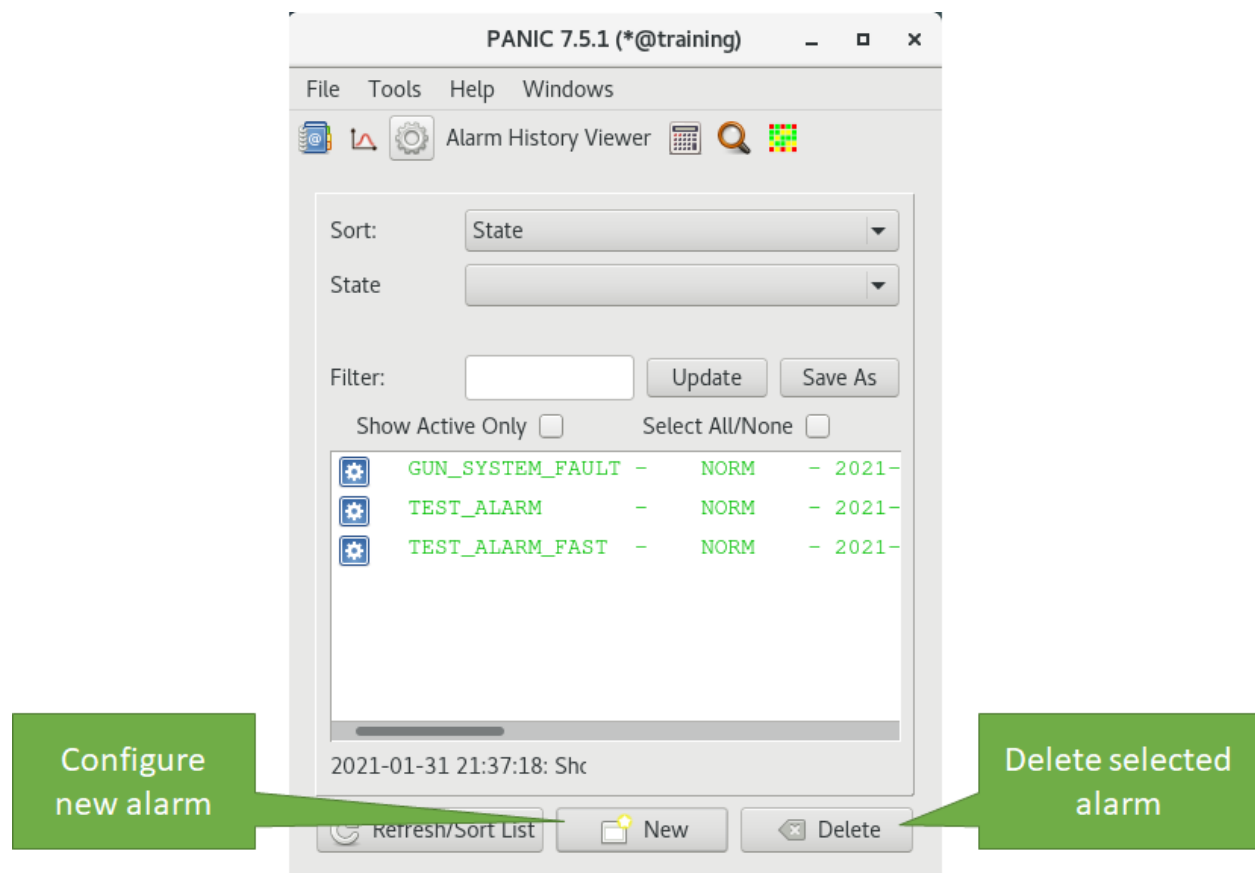 PANIC 7.5.1 (*@training)
File Tools Help Windows
Alarm History Viewer
Sort: State
State
Filter: Update Save As
Show Active Only Select All/None
GUN_SYSTEM_FAULT - NORM - 2021-
TEST_ALARM - NORM - 2021-
TEST_ALARM_FAST - NORM - 2021-
2021-01-31 21:37:18: Sho
Configure
new alarm
Delete selected
alarm
Refresh/Sort List New Delete